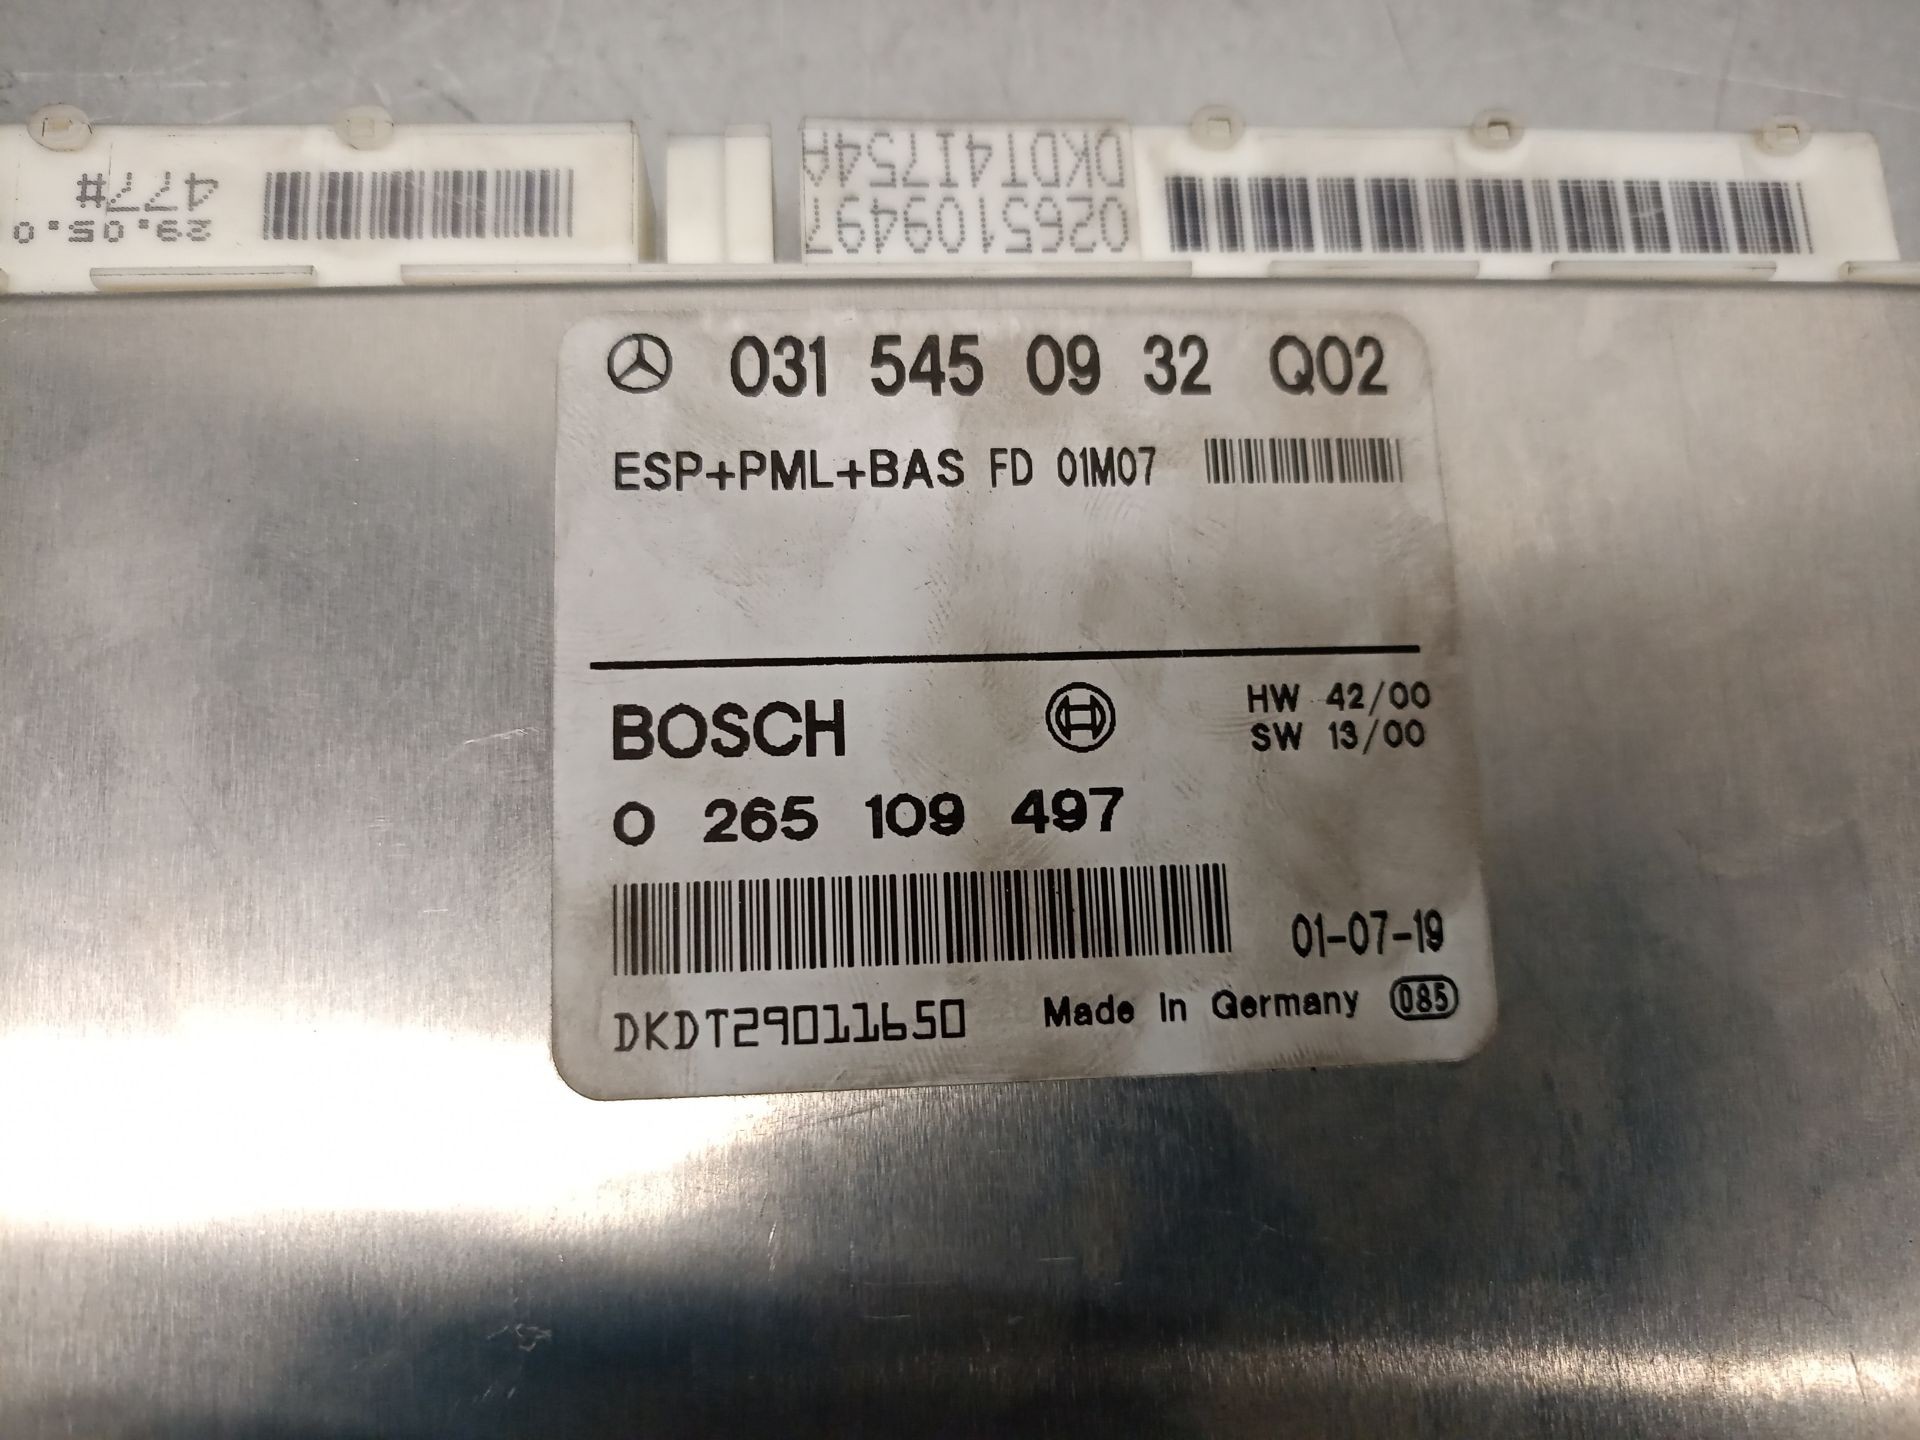 477#
29.05.0
0265109497
DKDT4I754A
031 545 09 32 Q02
ESP+PML+BAS FD 01M07
BOSCH
HW 42/00
SW 13/00
0 265 109 497
01-07-19
DKDT29011650
Made In Germany 085